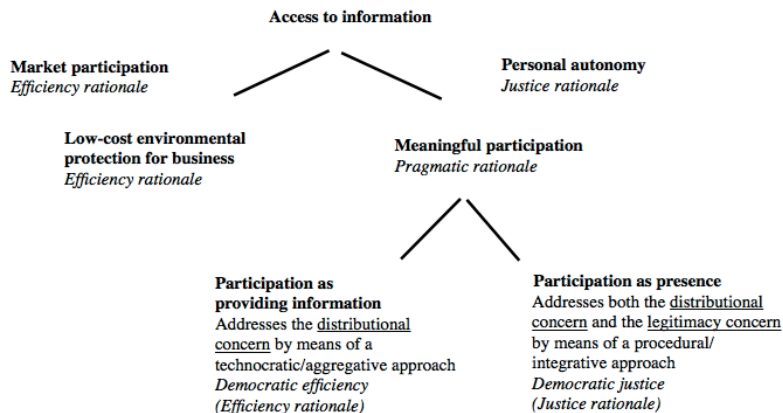 Access to information
Market participation
Efficiency rationale
Personal autonomy
Justice rationale
Low-cost environmental
protection for business
Efficiency rationale
Meaningful participation
Pragmatic rationale
Participation as
providing information
Addresses the distributional
concern by means of a
technocratic/aggregative approach
Democratic efficiency
(Efficiency rationale)
Participation as presence
Addresses both the distributional
concern and the legitimacy concern
by means of a procedural/
integrative approach
Democratic justice
(Justice rationale)